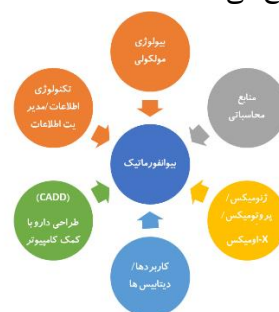 بیولوژی
مولکولی
تکنولوژی
اطلاعات/مدیر
یت اطلاعات
منابع
محاسباتی
بیوانفورماتیک
(CADD)
طراحی دارو با
کمک کامپیوتر
ژنومیکس/
پروتومیکس/
X-اومیکس
کاربردها/
دیتابیس ها